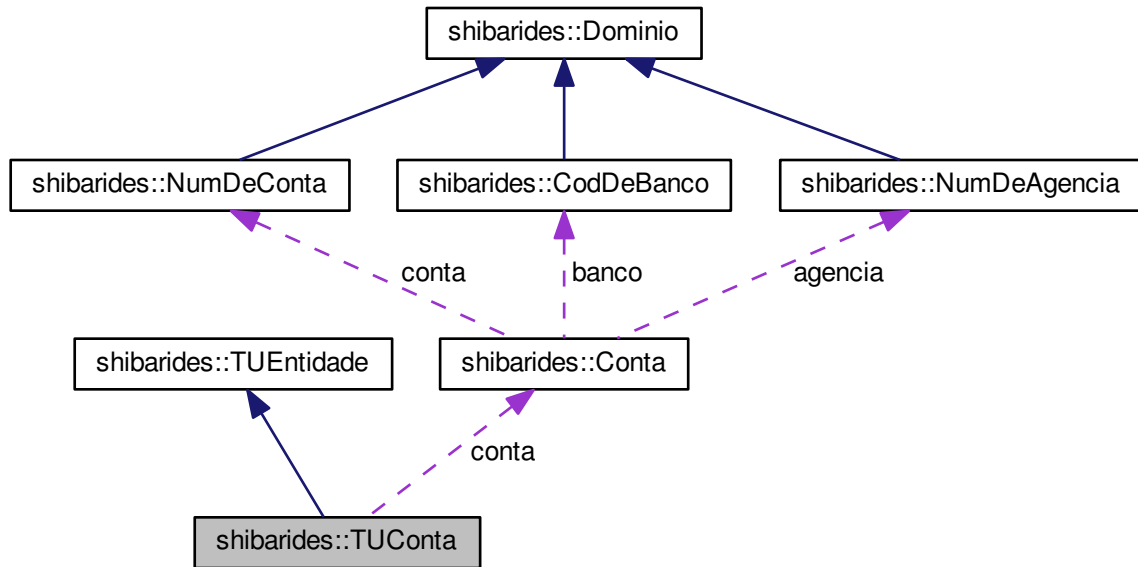 shibarides::Dominio
shibarides::NumDeConta
shibarides::CodDeBanco
shibarides::NumDeAgencia
conta
banco
agencia
shibarides::TUEntidade
shibarides::Conta
conta
shibarides::TUConta